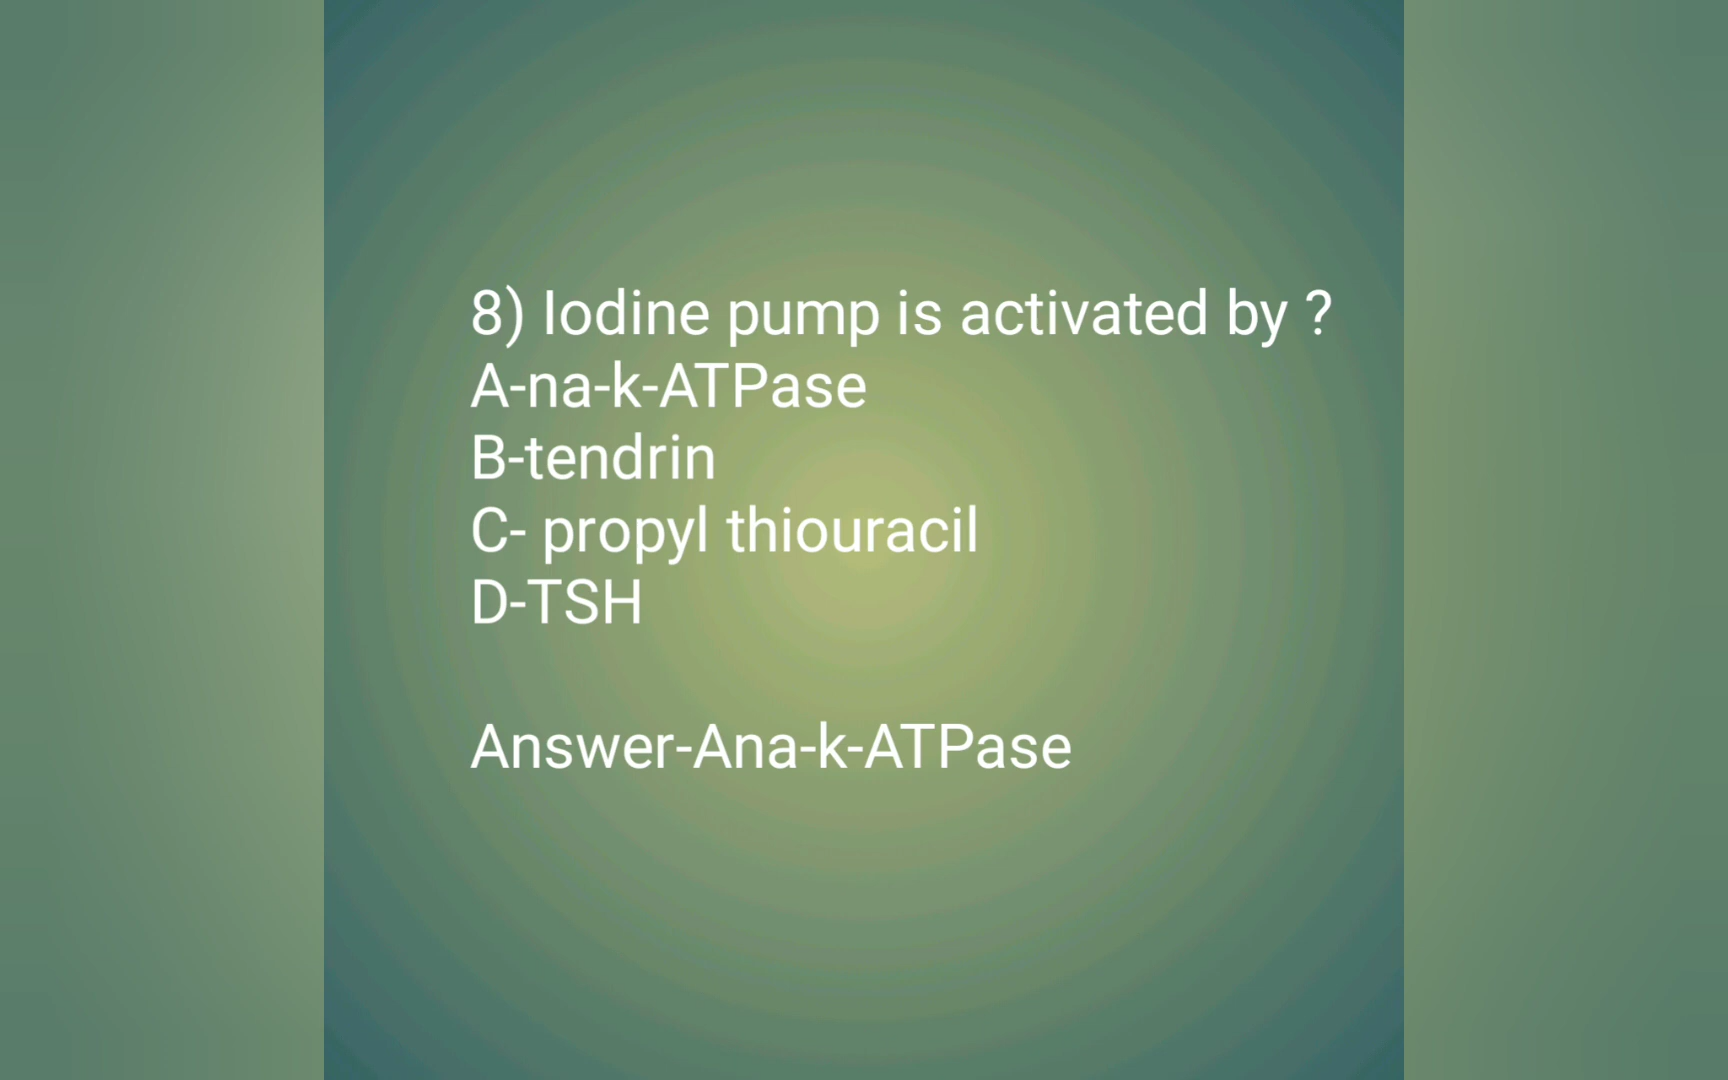 8) Iodine pump is activated by ?
A-na-k-ATPase
B-tendrin
C- propyl thiouracil
D-TSH
Answer-Ana-k-ATPase